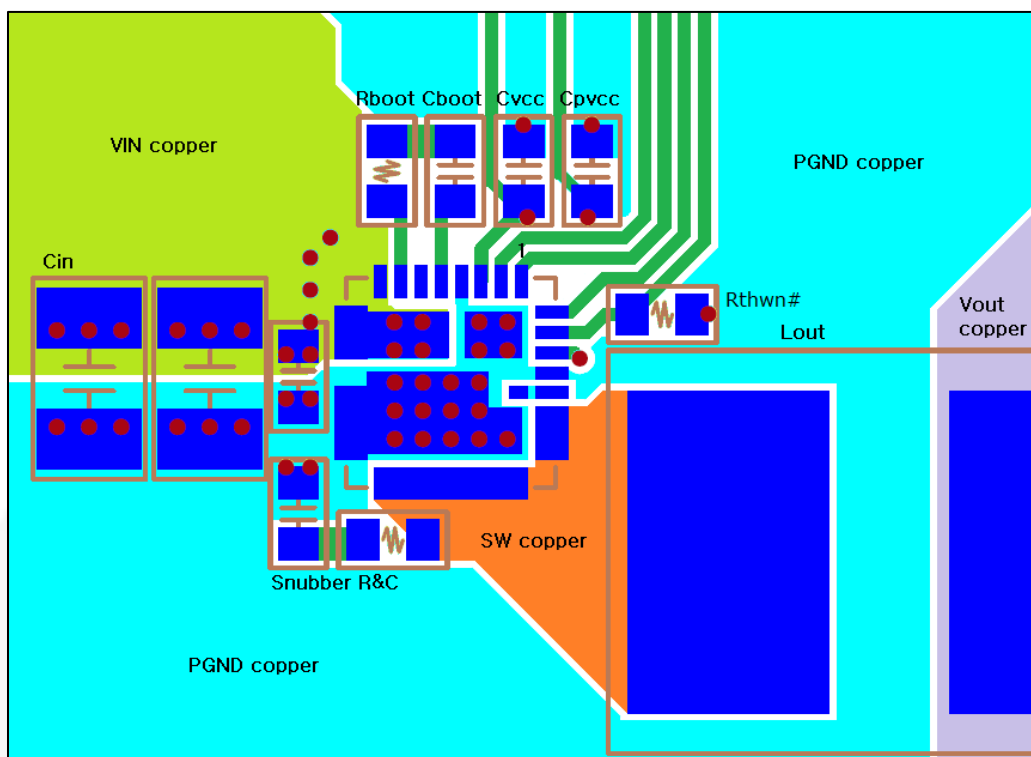 Rboot Cboot Cvcc Cpvcc
VIN copper
PGND copper
1
Cin
Rthwn#
Vout
copper
Lout
SW copper
Snubber R&C
PGND copper